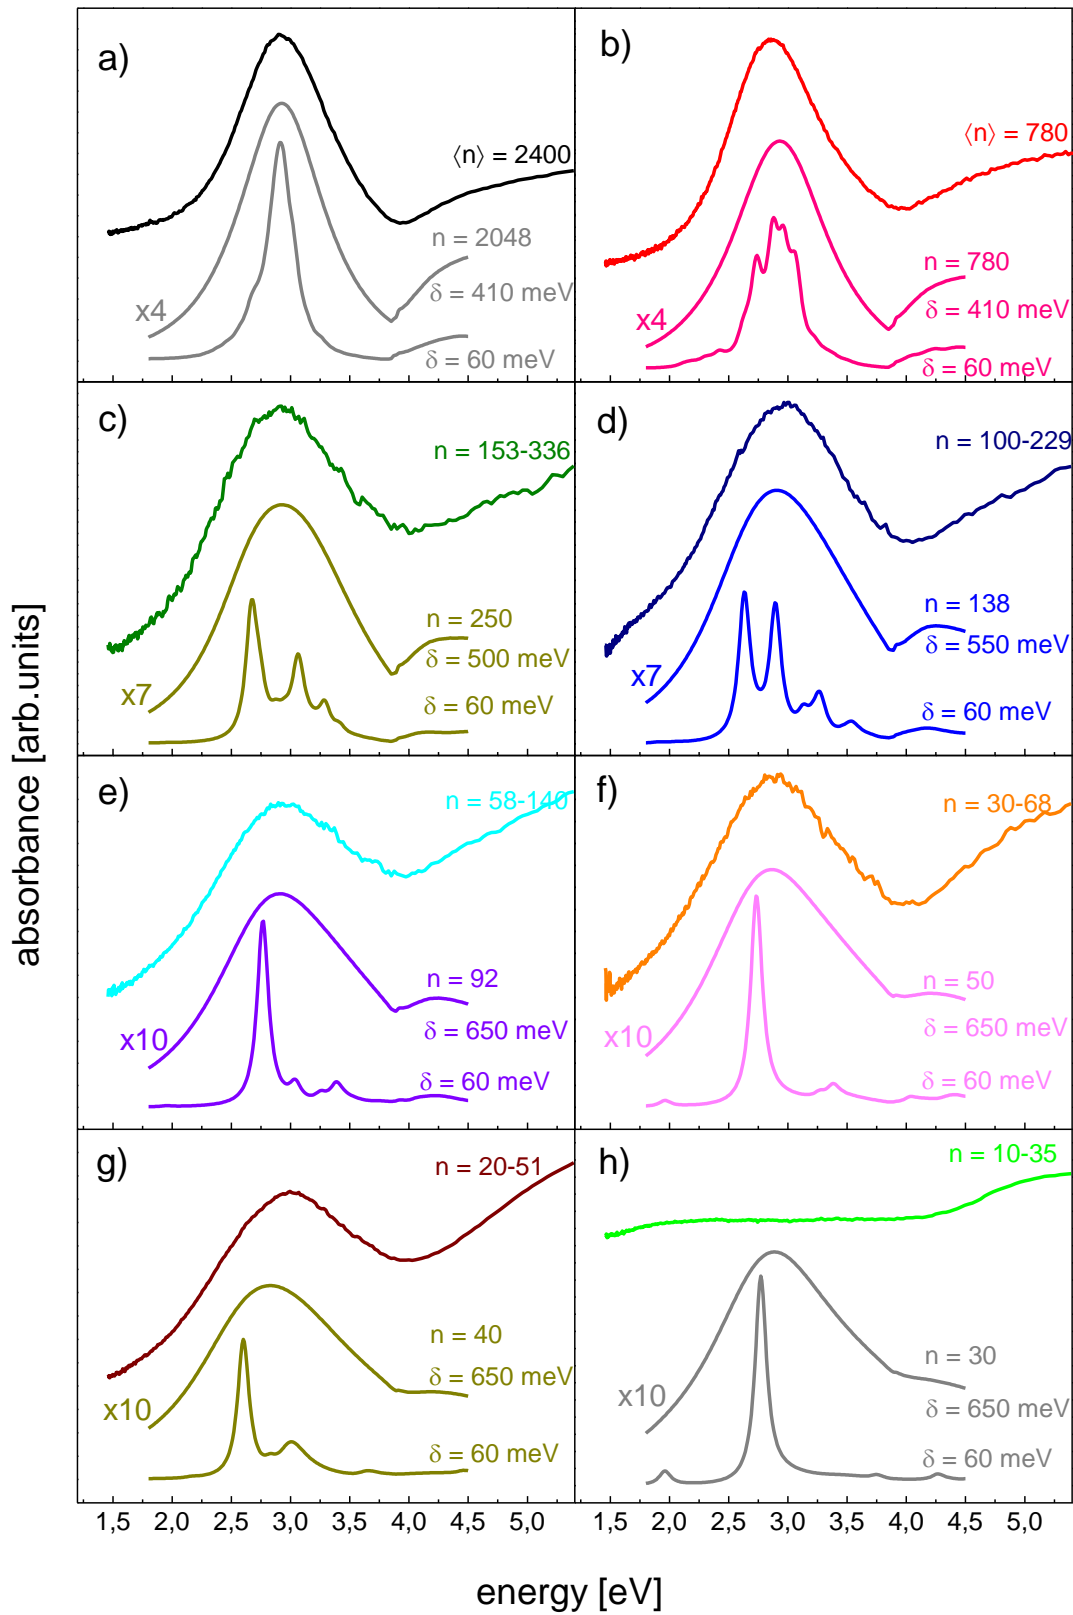 a)
⟨n⟩ = 2400
n = 2048
δ = 410 meV
x4
δ = 60 meV
b)
⟨n⟩ = 780
n = 780
δ = 410 meV
x4
δ = 60 meV
c)
n = 153-336
n = 250
δ = 500 meV
x7
δ = 60 meV
d)
n = 100-229
n = 138
δ = 550 meV
x7
δ = 60 meV
e)
n = 58-140
n = 92
δ = 650 meV
x10
δ = 60 meV
f)
n = 30-68
n = 50
δ = 650 meV
x10
δ = 60 meV
g)
n = 20-51
n = 40
δ = 650 meV
x10
δ = 60 meV
h)
n = 10-35
n = 30
δ = 650 meV
x10
δ = 60 meV
1,5 2,0 2,5 3,0 3,5 4,0 4,5 5,0
1,5 2,0 2,5 3,0 3,5 4,0 4,5 5,0
energy [eV]
absorbance [arb.units]